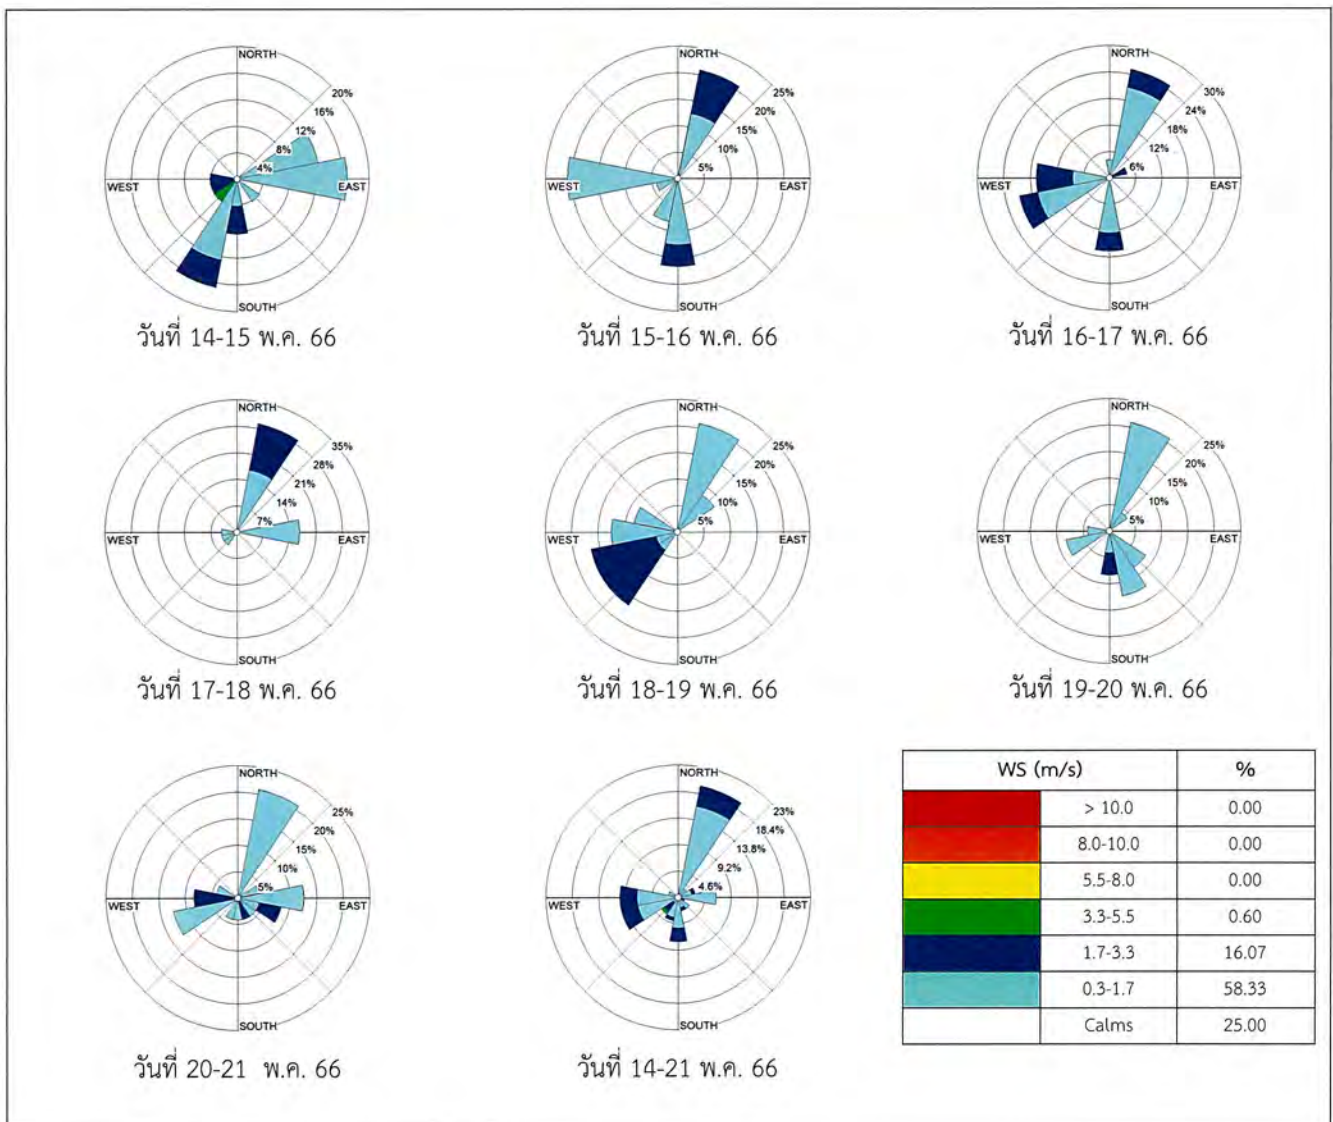 NORTH
20%
16%
12%
8%
4%
WEST
EAST
SOUTH
วันที่ 14-15 พ.ค. 66
NORTH
25%
20%
15%
10%
5%
WEST
EAST
SOUTH
วันที่ 15-16 พ.ค. 66
NORTH
30%
24%
18%
12%
6%
WEST
EAST
SOUTH
วันที่ 16-17 พ.ค. 66
NORTH
35%
28%
21%
14%
7%
WEST
EAST
SOUTH
วันที่ 17-18 พ.ค. 66
NORTH
25%
20%
15%
10%
5%
WEST
EAST
SOUTH
วันที่ 18-19 พ.ค. 66
NORTH
25%
20%
15%
10%
5%
WEST
EAST
SOUTH
วันที่ 19-20 พ.ค. 66
NORTH
25%
20%
15%
10%
5%
WEST
EAST
SOUTH
วันที่ 20-21 พ.ค. 66
NORTH
23%
18.4%
13.8%
9.2%
4.6%
WEST
EAST
SOUTH
วันที่ 14-21 พ.ค. 66
WS (m/s) %
> 10.0 0.00
8.0-10.0 0.00
5.5-8.0 0.00
3.3-5.5 0.60
1.7-3.3 16.07
0.3-1.7 58.33
Calms 25.00